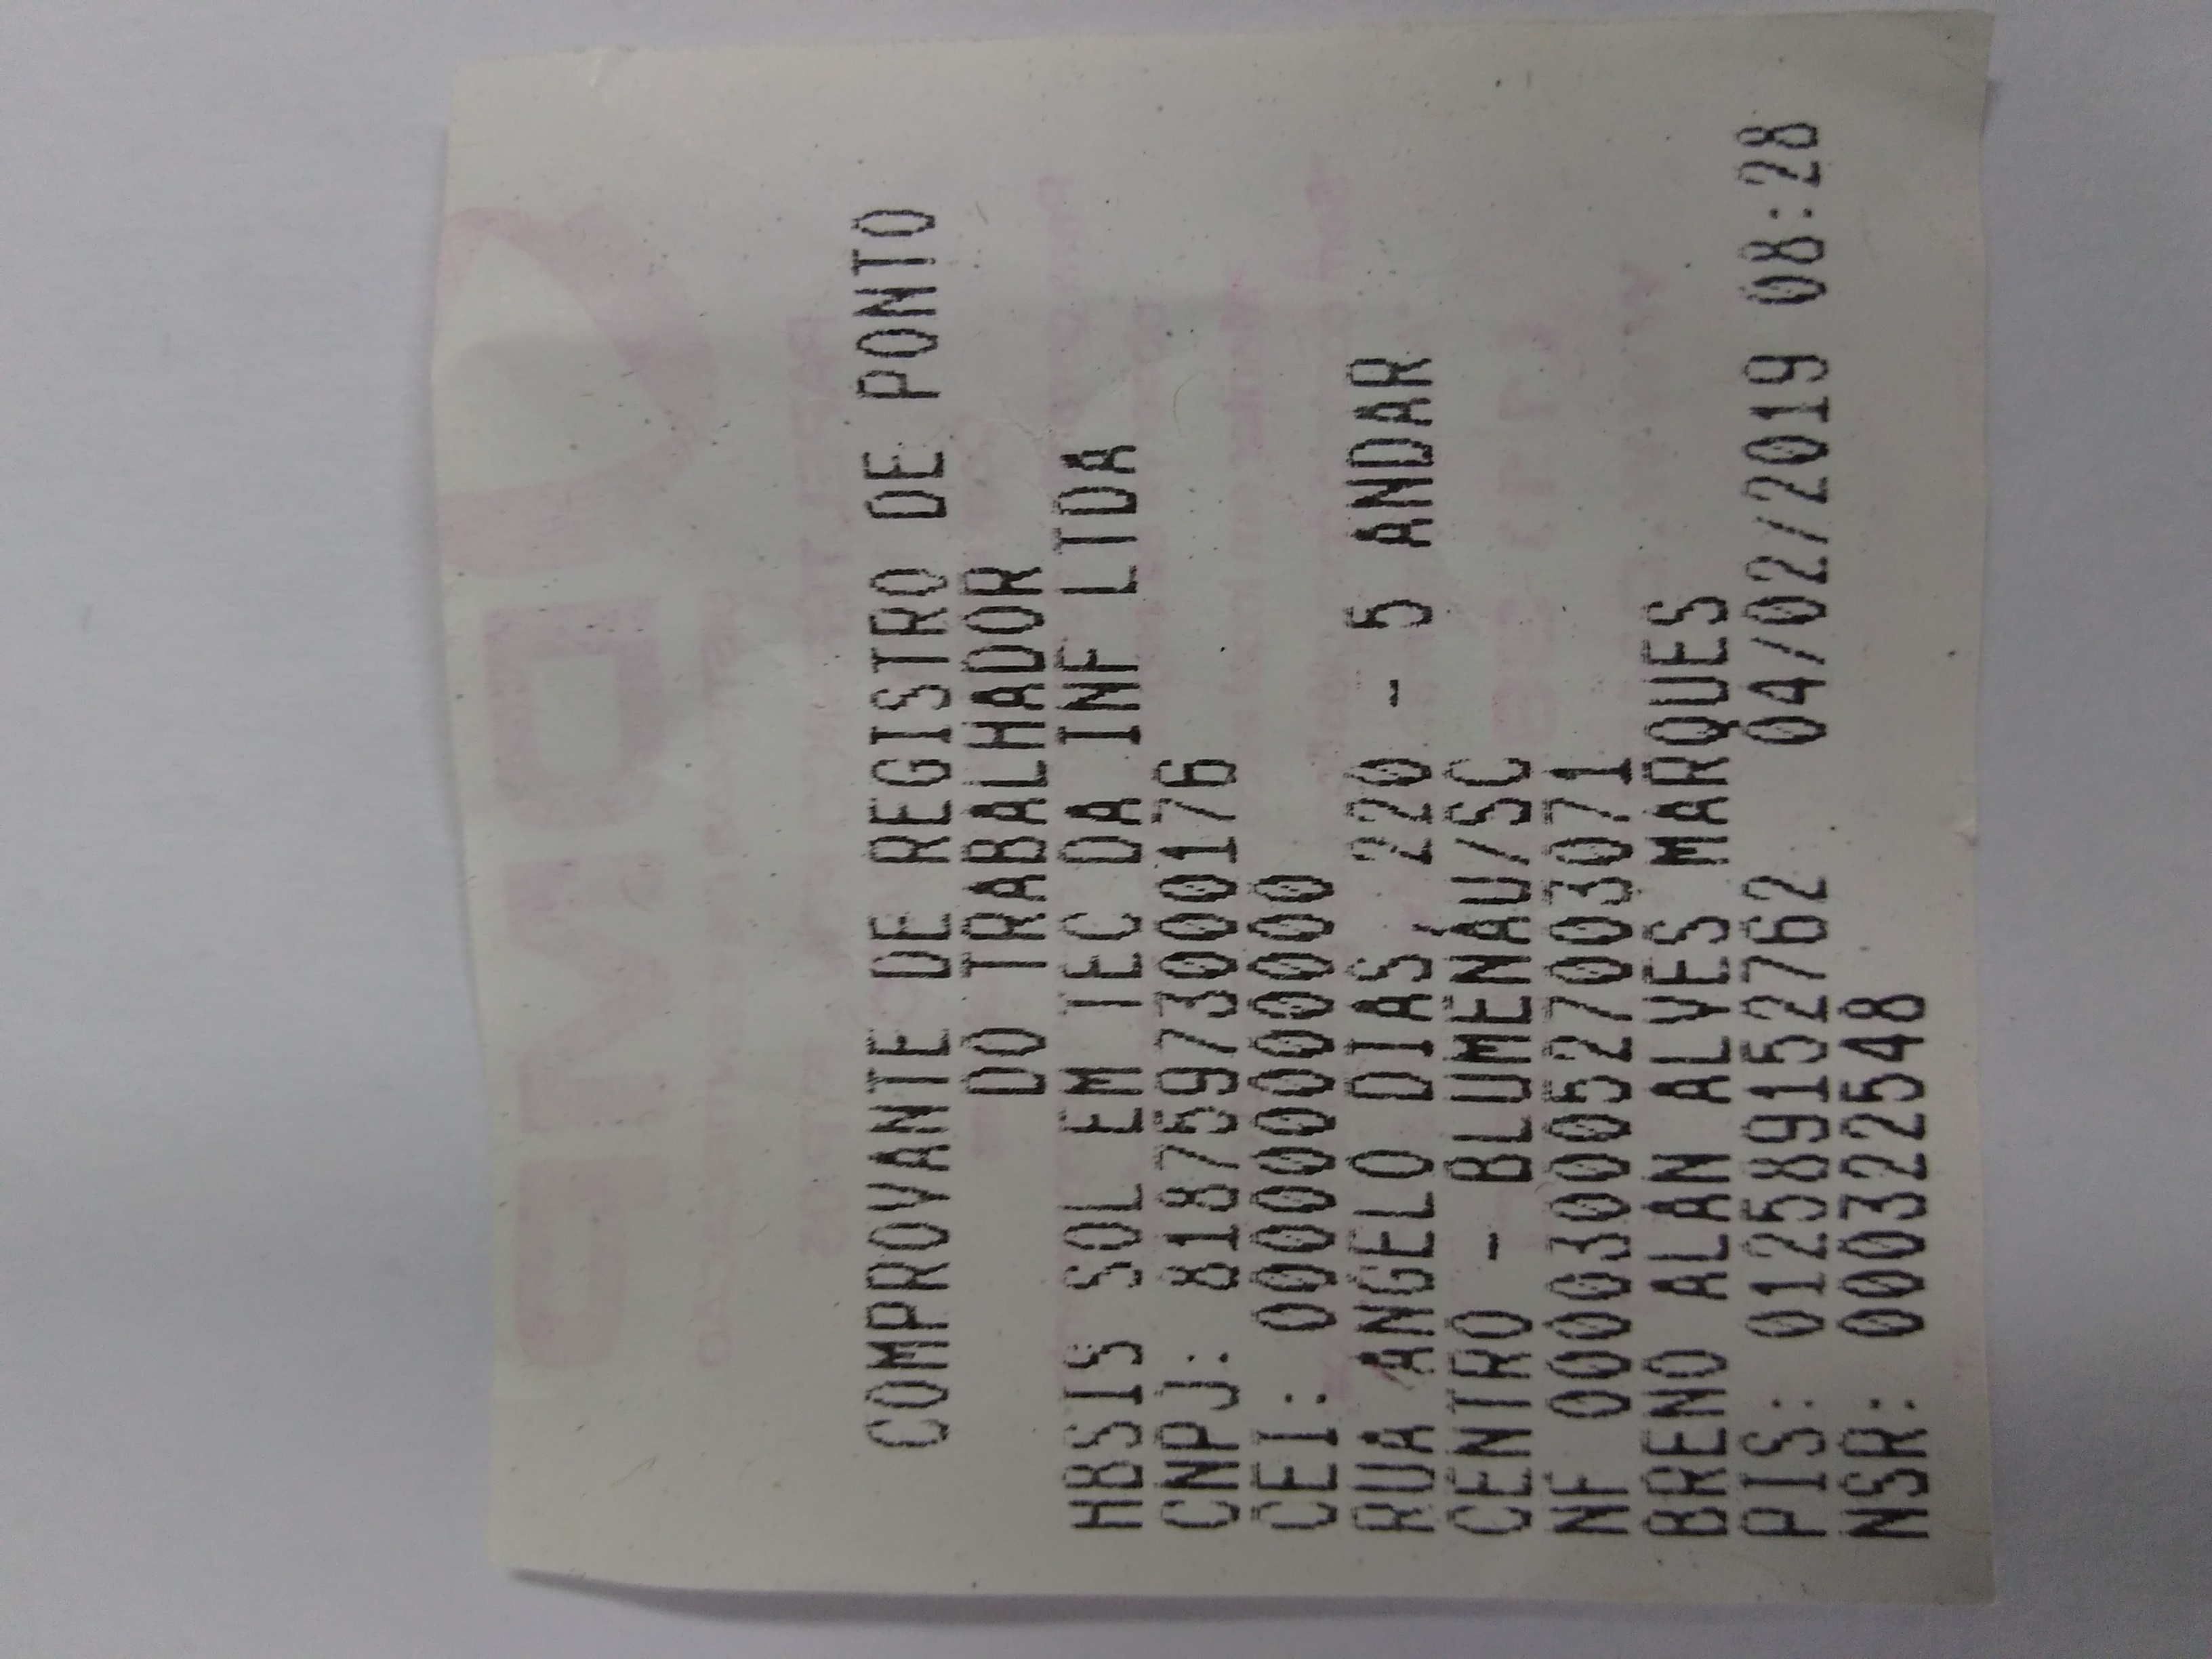 COMPROVANTE DE REGISTRO DE PONTO
DO TRABALHADOR
HBSIS SOL EM TEC DA INF LTDA
CNPJ: 81875973000176
CEI: 000000000000
RUA ANGELO DIAS, 220 - 5 ANDAR
CENTRO - BLUMENAU/SC
NF 00063000527003071
BRENO ALAN ALVES MARQUES
PIS: 012589152762 04/02/2019 08:28
NSR: 000322548